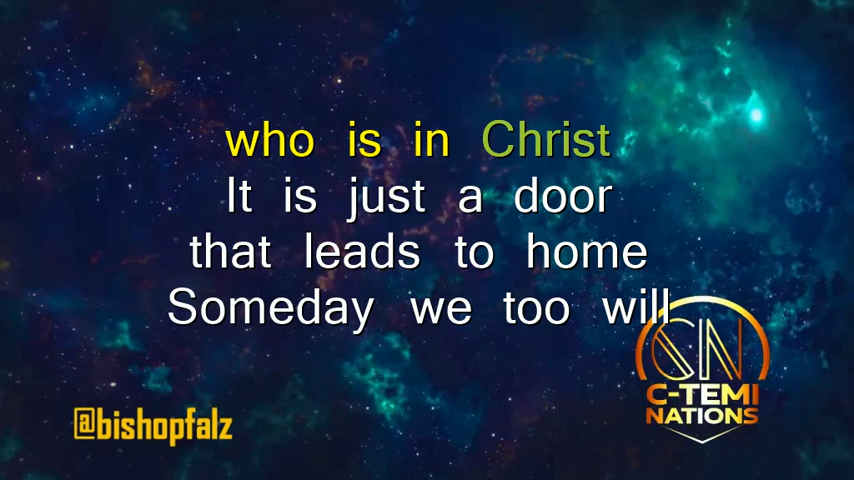 who is in Christ
It is just a door
that leads to home
Someday we too will
CN
C-TEMI
NATIONS
@bishopfalz